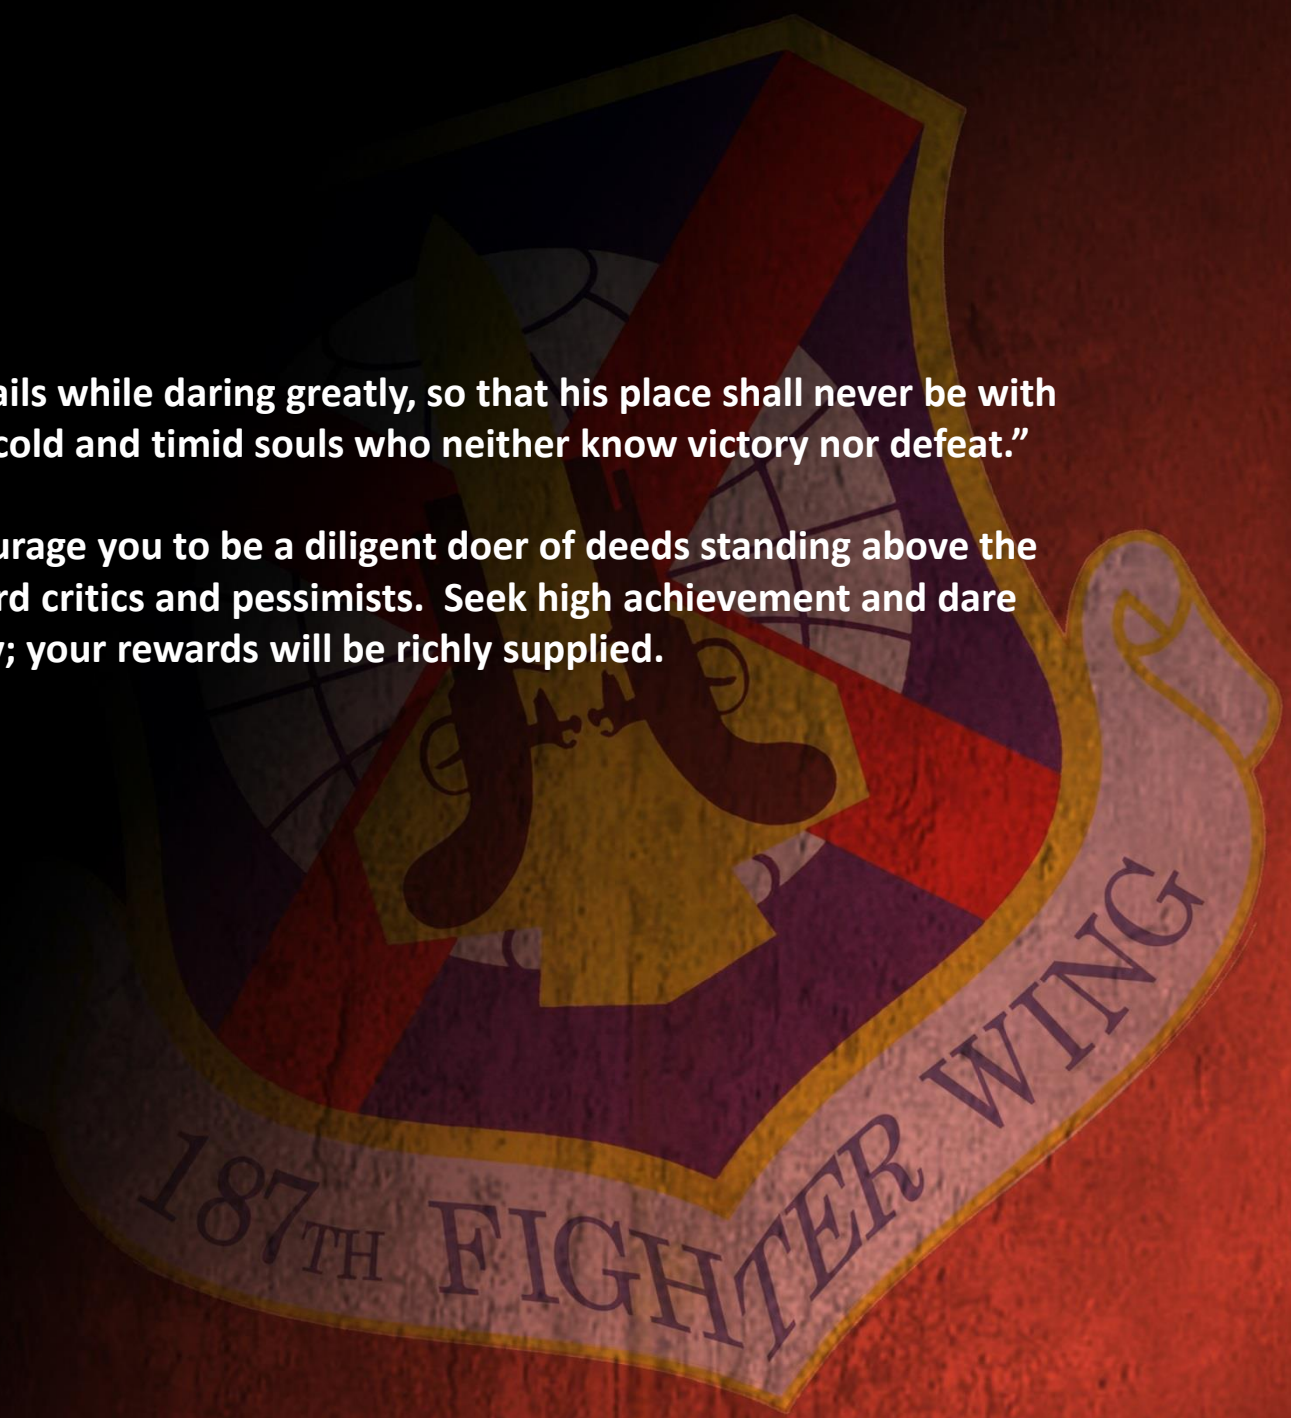 ails while daring greatly, so that his place shall never be with
cold and timid souls who neither know victory nor defeat.”
urage you to be a diligent doer of deeds standing above the
rd critics and pessimists.  Seek high achievement and dare
y; your rewards will be richly supplied.
187TH FIGHTER WING